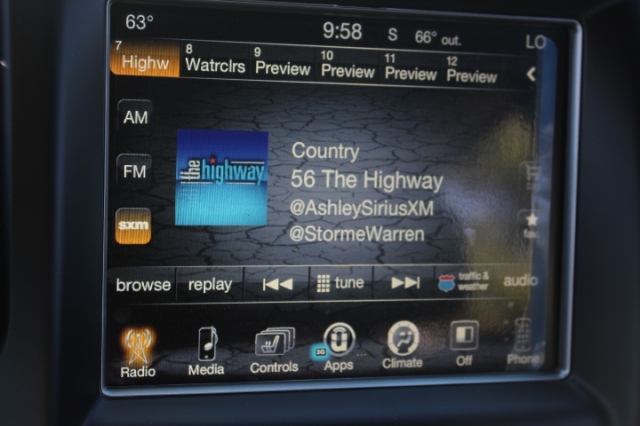 63° 9:58 S 66° out. LO
7 8 9 10 11 12
Highw Watrclrs Preview Preview Preview Preview
AM
FM
sxm
the highway
Country
56 The Highway
@AshleySiriusXM
@StormeWarren
browse replay tune traffic & weather audio
Radio Media Controls 3G Apps Climate Off Phone